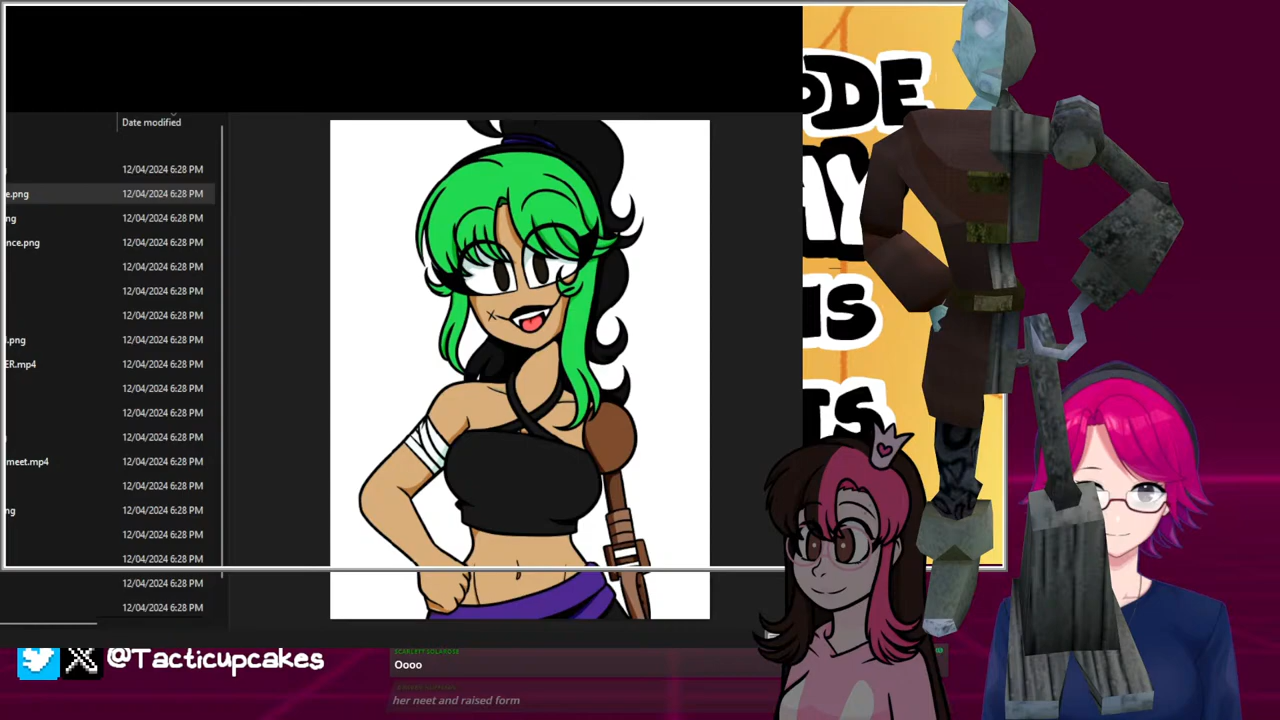 Date modified
12/04/2024 6:28 PM
12/04/2024 6:28 PM
e.png
12/04/2024 6:28 PM
ng
12/04/2024 6:28 PM
nce.png
12/04/2024 6:28 PM
12/04/2024 6:28 PM
12/04/2024 6:28 PM
.png
12/04/2024 6:28 PM
ER.mp4
12/04/2024 6:28 PM
12/04/2024 6:28 PM
12/04/2024 6:28 PM
12/04/2024 6:28 PM
meet.mp4
12/04/2024 6:28 PM
12/04/2024 6:28 PM
ng
12/04/2024 6:28 PM
12/04/2024 6:28 PM
12/04/2024 6:28 PM
12/04/2024 6:28 PM
ODE
AY
IS
TS
@Tacticupcakes
Oooo
her neet and raised form